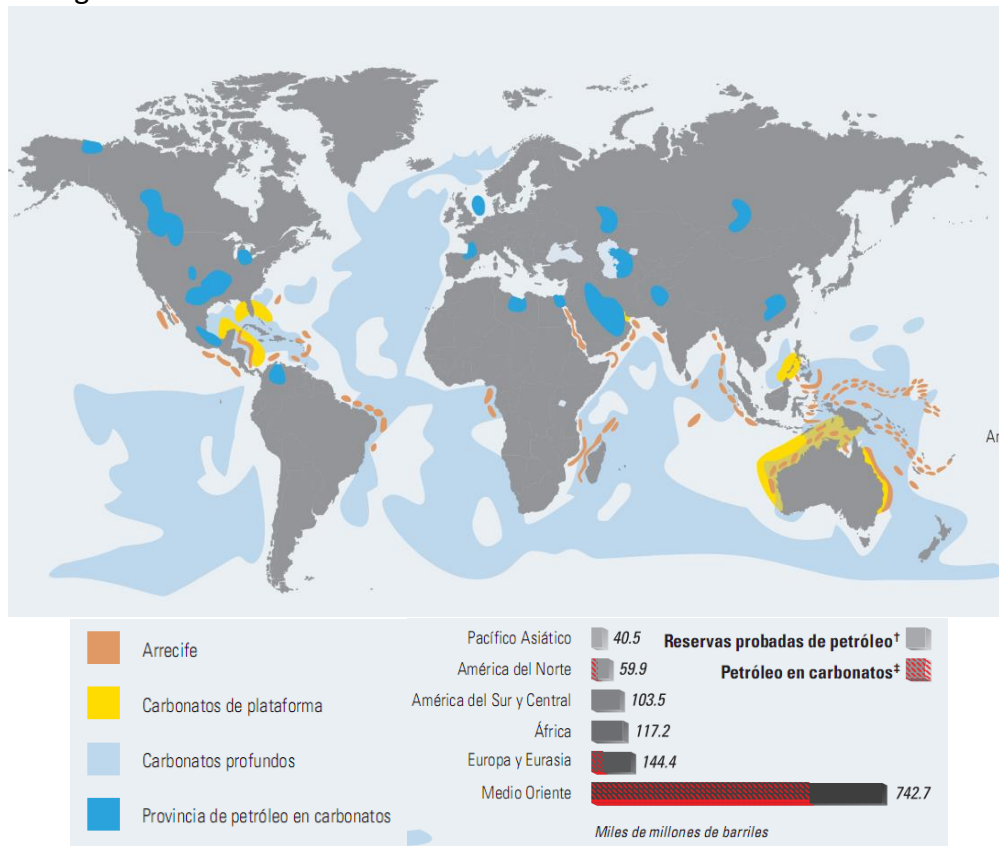 Arrecife
Carbonatos de plataforma
Carbonatos profundos
Provincia de petróleo en carbonatos
Pacífico Asiático 40.5 Reservas probadas de petróleo†
América del Norte 59.9 Petróleo en carbonatos‡
América del Sur y Central 103.5
África 117.2
Europa y Eurasia 144.4
Medio Oriente 742.7
Miles de millones de barriles